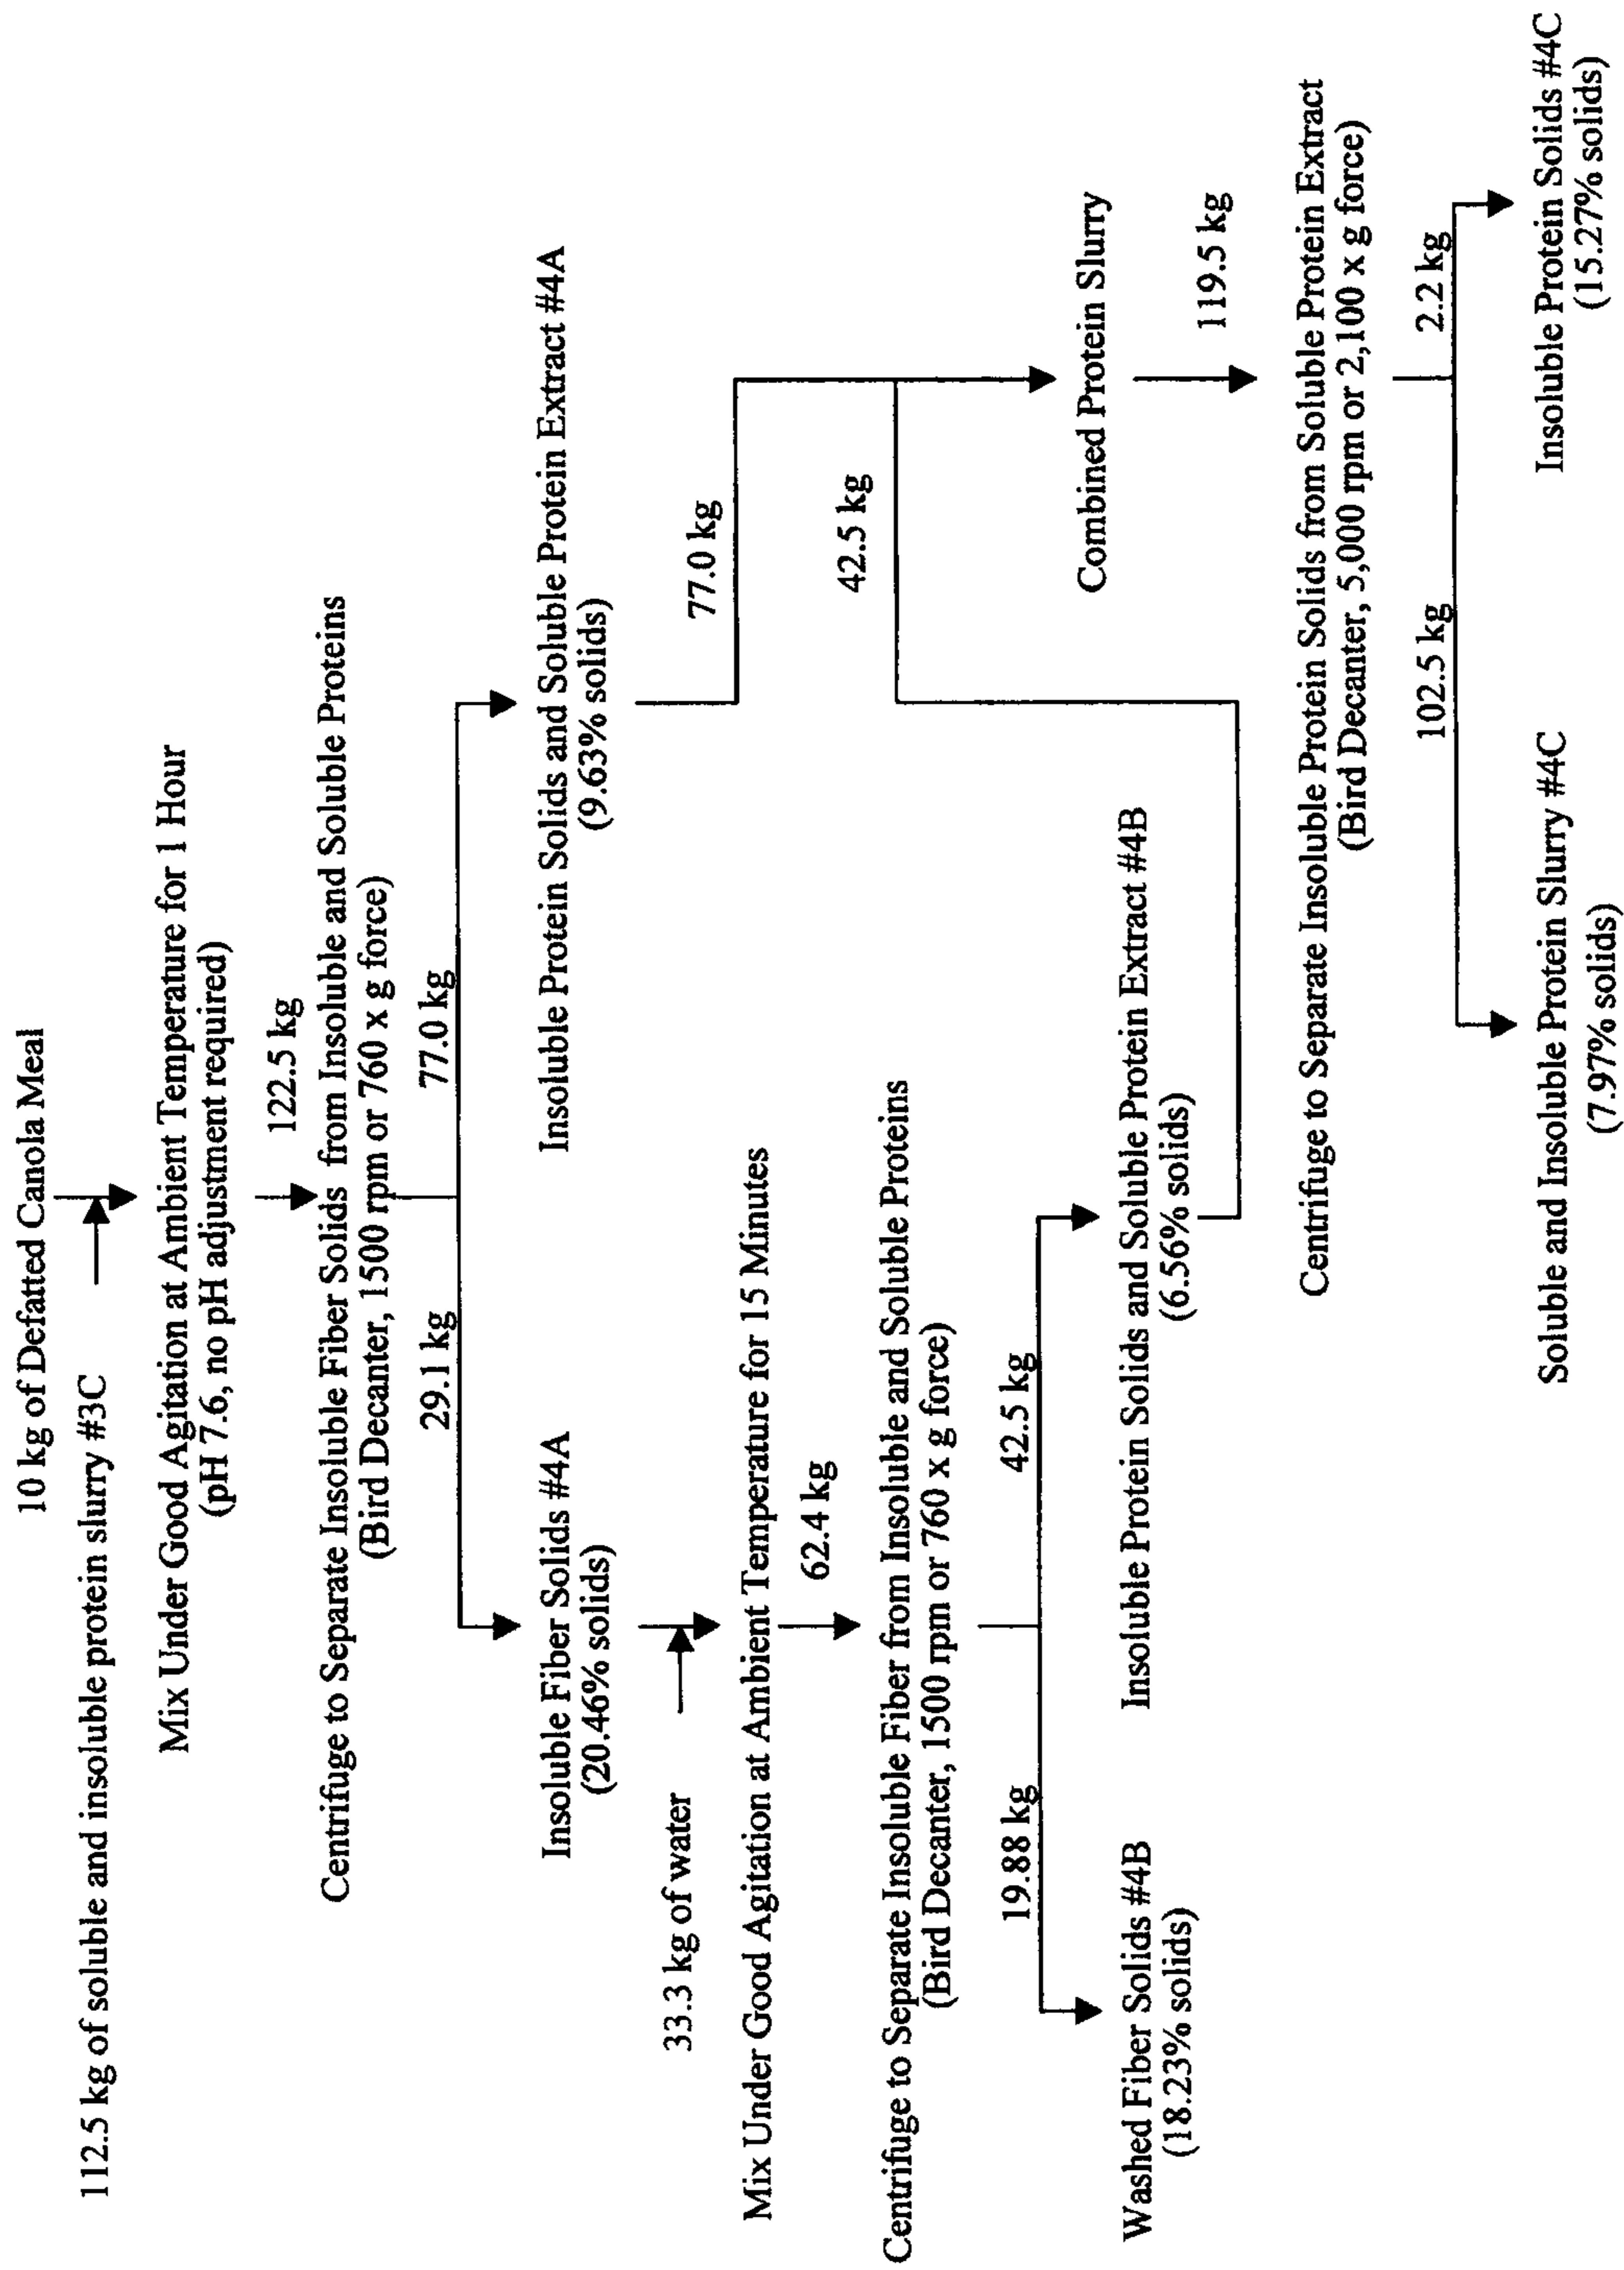 10 kg of Defatted Canola Meal
112.5 kg of soluble and insoluble protein slurry #3C
Mix Under Good Agitation at Ambient Temperature for 1 Hour
(pH 7.6, no pH adjustment required)
122.5 kg
Centrifuge to Separate Insoluble Fiber Solids from Insoluble and Soluble Proteins
(Bird Decanter, 1500 rpm or 760 x g force)
29.1 kg
77.0 kg
Insoluble Fiber Solids #4A
(20.46% solids)
Insoluble Protein Solids and Soluble Protein Extract #4A
(9.63% solids)
33.3 kg of water
77.0 kg
Mix Under Good Agitation at Ambient Temperature for 15 Minutes
62.4 kg
42.5 kg
Centrifuge to Separate Insoluble Fiber from Insoluble and Soluble Proteins
(Bird Decanter, 1500 rpm or 760 x g force)
19.88 kg
42.5 kg
Combined Protein Slurry
Washed Fiber Solids #4B
(18.23% solids)
Insoluble Protein Solids and Soluble Protein Extract #4B
(6.56% solids)
119.5 kg
Centrifuge to Separate Insoluble Protein Solids from Soluble Protein Extract
(Bird Decanter, 5,000 rpm or 2,100 x g force)
102.5 kg
2.2 kg
Soluble and Insoluble Protein Slurry #4C
(7.97% solids)
Insoluble Protein Solids #4C
(15.27% solids)